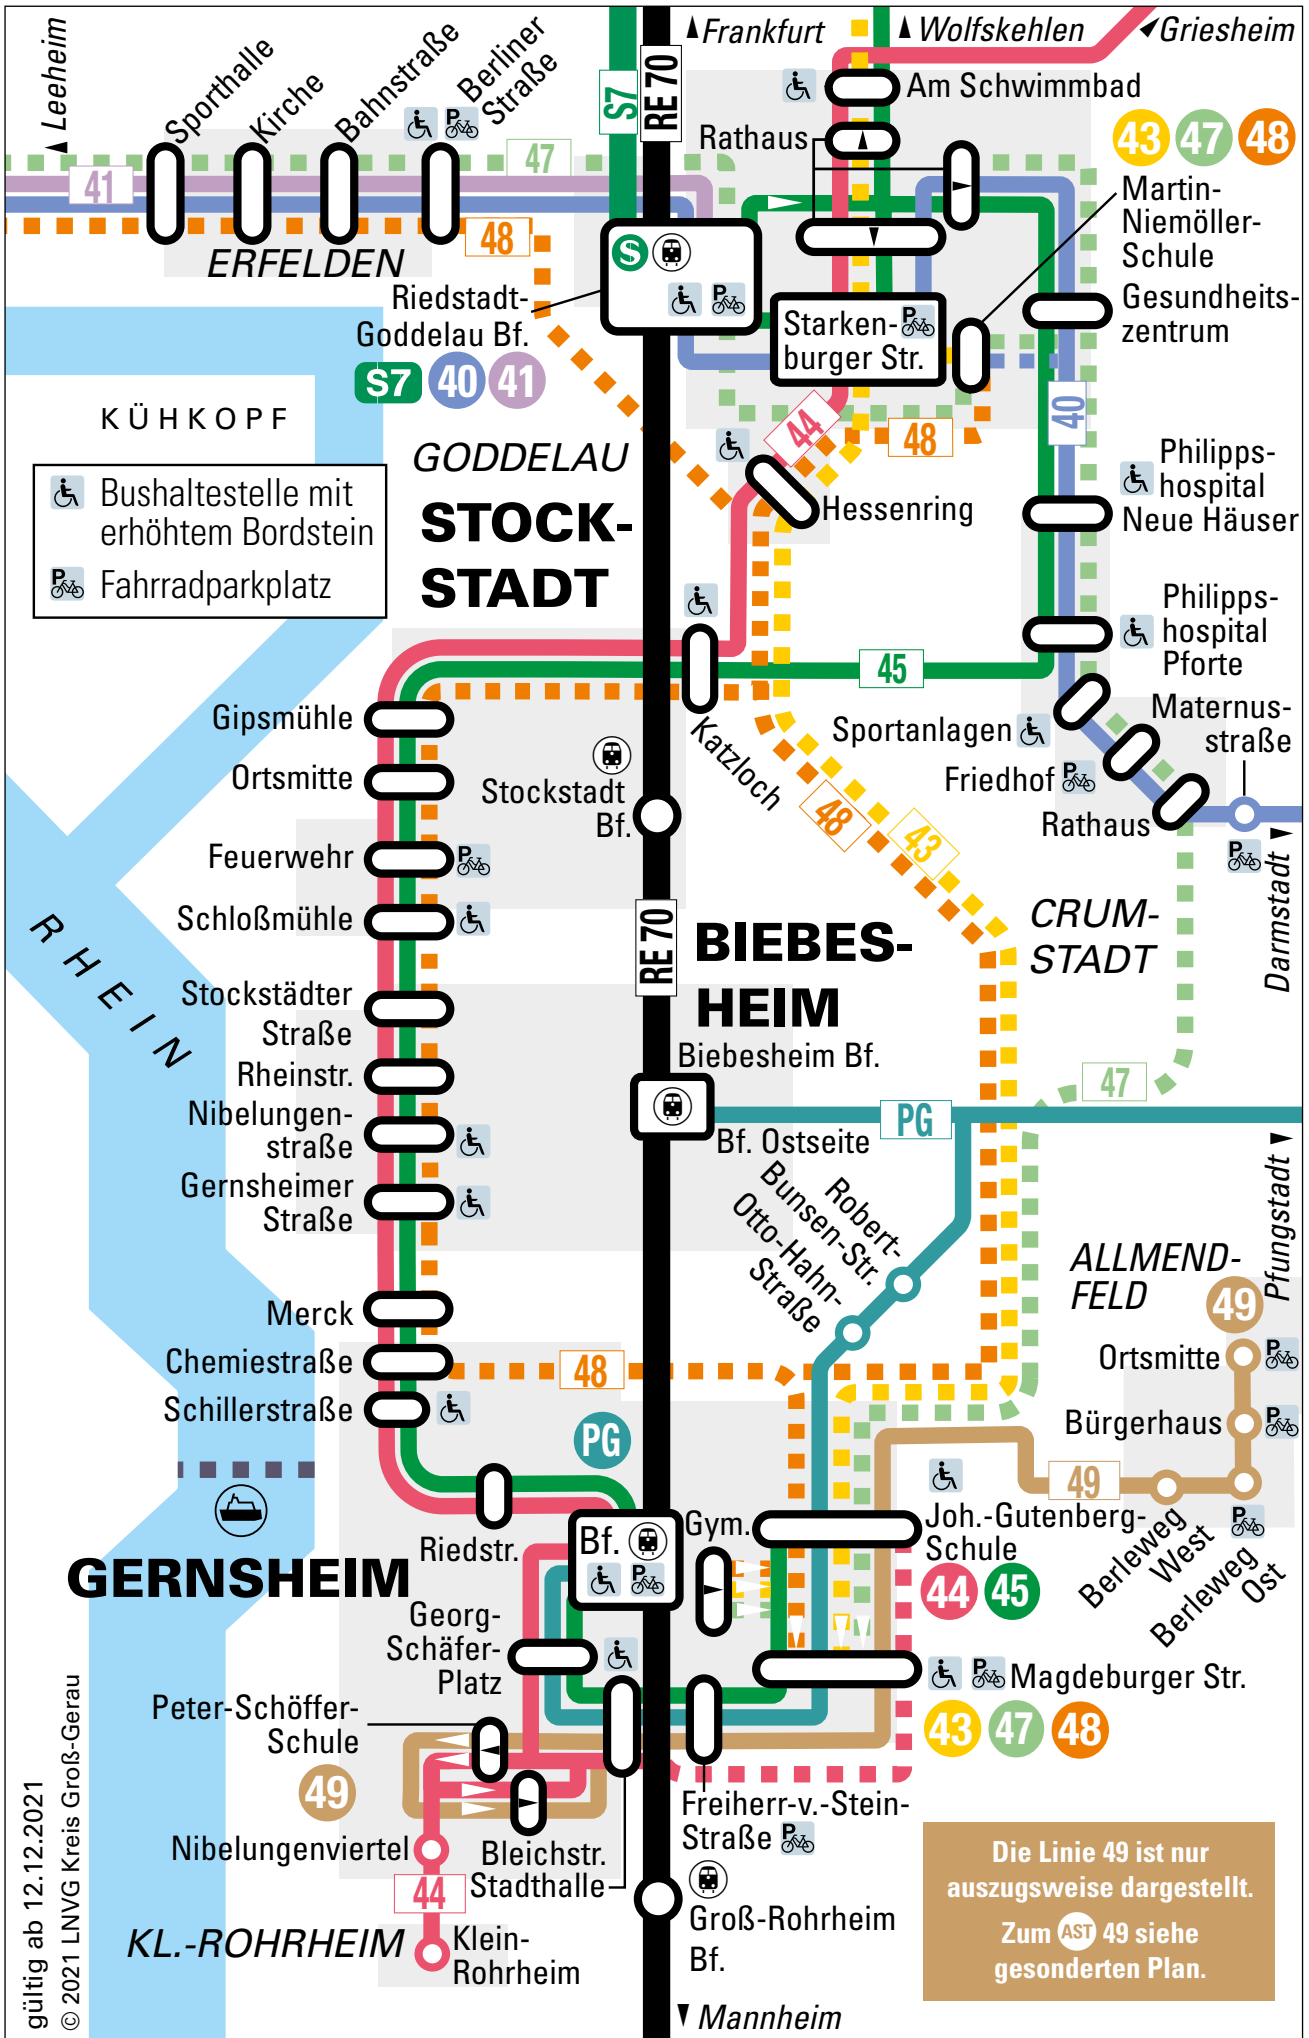 Leeheim
Sporthalle
Kirche
Bahnstraße
Berliner
Straße
Frankfurt
Wolfskehlen
Griesheim
S7
RE 70
Am Schwimmbad
Rathaus
43 47 48
Martin-
Niemöller-
Schule
47
41
48
ERFELDEN
S
Riedstadt-
Goddelau Bf.
S7 40 41
Starken-
burger Str.
Gesundheits-
zentrum
40
44
48
KÜHKOPF
GODDELAU
Bushaltestelle mit
erhöhtem Bordstein
Fahrradparkplatz
STOCK-
STADT
Hessenring
Philipps-
hospital
Neue Häuser
Philipps-
hospital
Pforte
45
Gipsmühle
Ortsmitte
Feuerwehr
Schloßmühle
Stockstädter
Straße
Rheinstr.
Nibelungen-
straße
Gernsheimer
Straße
Merck
Chemiestraße
Schillerstraße
Katzloch
Stockstadt
Bf.
Sportanlagen
Friedhof
Rathaus
Maternus-
straße
Darmstadt
48
43
RHEIN
RE 70
BIEBES-
HEIM
Biebesheim Bf.
CRUM-
STADT
47
PG
Bf. Ostseite
Robert-
Bunsen-Str.
Otto-Hahn-
Straße
Pfungstadt
ALLMEND-
FELD
49
Ortsmitte
Bürgerhaus
49
Berleweg
West
Berleweg
Ost
48
PG
Riedstr.
Bf.
Gym.
Joh.-Gutenberg-
Schule
44 45
GERNSHEIM
Georg-
Schäfer-
Platz
Magdeburger Str.
43 47 48
Peter-Schöffer-
Schule
49
Nibelungenviertel
Bleichstr.
Stadthalle
Freiherr-v.-Stein-
Straße
44
Groß-Rohrheim
Bf.
KL.-ROHRHEIM
Klein-
Rohrheim
Mannheim
Die Linie 49 ist nur
auszugsweise dargestellt.
Zum AST 49 siehe
gesonderten Plan.
gültig ab 12.12.2021
© 2021 LNVG Kreis Groß-Gerau